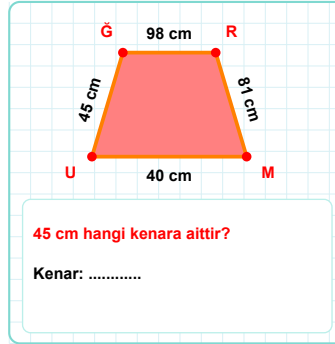 98 cm
Ğ R
45 cm 81 cm
U M
40 cm
45 cm hangi kenara aittir?
Kenar: ............